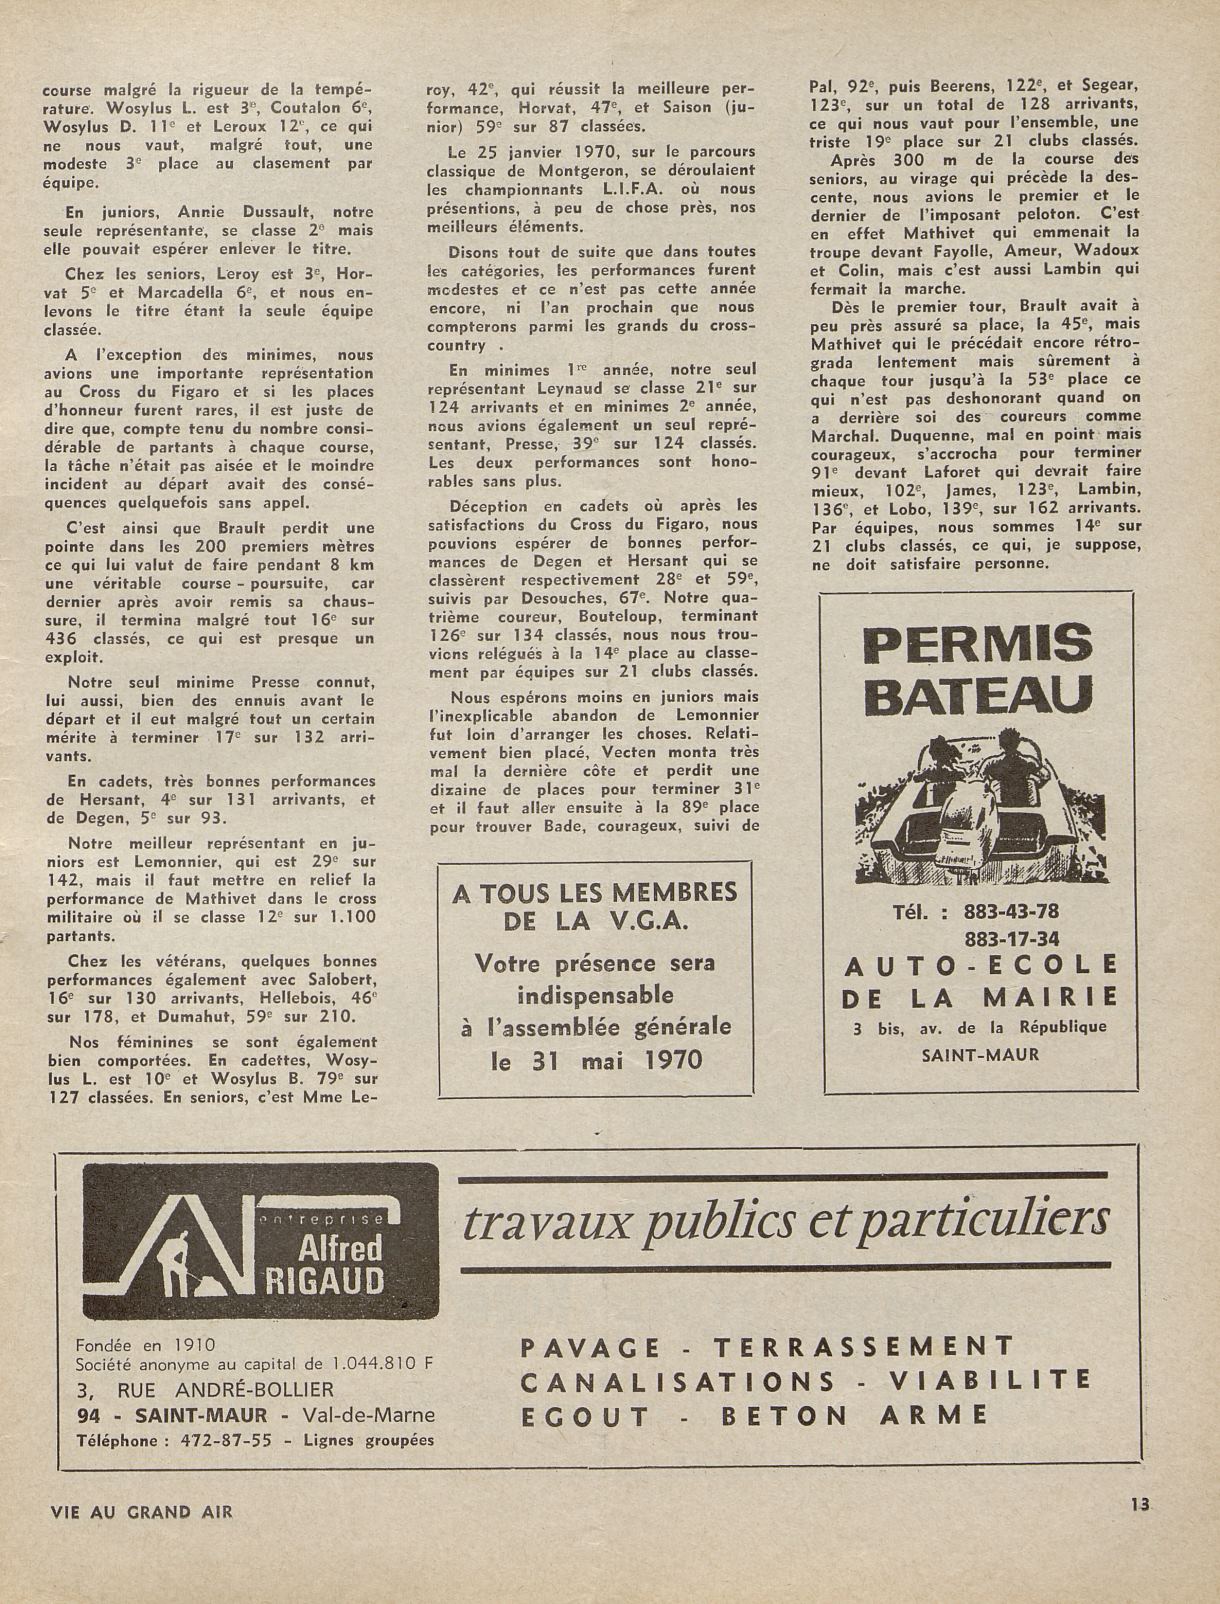 course malgré la rigueur de la tempé-
rature. Wosylus L. est 3e, Coutalon 6e,
Wosylus D. 11e et Leroux 12e, ce qui
ne nous vaut, malgré tout, une
modeste 3e place au clasement par
équipe.
En juniors, Annie Dussault, notre
seule représentante, se classe 2e mais
elle pouvait espérer enlever le titre.
Chez les seniors, Leroy est 3e, Hor-
vat 5e et Marcadella 6e, et nous en-
levons le titre étant la seule équipe
classée.
A l'exception des minimes, nous
avions une importante représentation
au Cross du Figaro et si les places
d'honneur furent rares, il est juste de
dire que, compte tenu du nombre consi-
dérable de partants à chaque course,
la tâche n'était pas aisée et le moindre
incident au départ avait des consé-
quences quelquefois sans appel.
C'est ainsi que Brault perdit une
pointe dans les 200 premiers mètres
ce qui lui valut de faire pendant 8 km
une véritable course - poursuite, car
dernier après avoir remis sa chaus-
sure, il termina malgré tout 16e sur
436 classés, ce qui est presque un
exploit.
Notre seul minime Presse connut,
lui aussi, bien des ennuis avant le
départ et il eut malgré tout un certain
mérite à terminer 17e sur 132 arri-
vants.
En cadets, très bonnes performances
de Hersant, 4e sur 131 arrivants, et
de Degen, 5e sur 93.
Notre meilleur représentant en ju-
niors est Lemonnier, qui est 29e sur
142, mais il faut mettre en relief la
performance de Mathivet dans le cross
militaire où il se classe 12e sur 1.100
partants.
Chez les vétérans, quelques bonnes
performances également avec Salobert,
16e sur 130 arrivants, Hellebois, 46e
sur 178, et Dumahut, 59e sur 210.
Nos féminines se sont également
bien comportées. En cadettes, Wosy-
lus L. est 10e et Wosylus B. 79e sur
127 classées. En seniors, c'est Mme Le-
roy, 42e, qui réussit la meilleure per-
formance, Horvat, 47e, et Saison (ju-
nior) 59e sur 87 classées.
Le 25 janvier 1970, sur le parcours
classique de Montgeron, se déroulaient
les championnants L.I.F.A. où nous
présentions, à peu de chose près, nos
meilleurs éléments.
Disons tout de suite que dans toutes
les catégories, les performances furent
modestes et ce n'est pas cette année
encore, ni l'an prochain que nous
compterons parmi les grands du cross-
country .
En minimes 1re année, notre seul
représentant Leynaud se classe 21e sur
124 arrivants et en minimes 2e année,
nous avions également un seul repré-
sentant, Presse, 39e sur 124 classés.
Les deux performances sont hono-
rables sans plus.
Déception en cadets où après les
satisfactions du Cross du Figaro, nous
pouvions espérer de bonnes perfor-
mances de Degen et Hersant qui se
classèrent respectivement 28e et 59e,
suivis par Desouches, 67e. Notre qua-
trième coureur, Bouteloup, terminant
126e sur 134 classés, nous nous trou-
vions relégués à la 14e place au classe-
ment par équipes sur 21 clubs classés.
Nous espérons moins en juniors mais
l'inexplicable abandon de Lemonnier
fut loin d'arranger les choses. Relati-
vement bien placé, Vecten monta très
mal la dernière côte et perdit une
dizaine de places pour terminer 31e
et il faut aller ensuite à la 89e place
pour trouver Bade, courageux, suivi de
A TOUS LES MEMBRES
DE LA V.G.A.
Votre présence sera
indispensable
à l'assemblée générale
le 31 mai 1970
Pal, 92e, puis Beerens, 122e, et Segear,
123e, sur un total de 128 arrivants,
ce qui nous vaut pour l'ensemble, une
triste 19e place sur 21 clubs classés.
Après 300 m de la course des
seniors, au virage qui précède la des-
cente, nous avions le premier et le
dernier de l'imposant peloton. C'est
en effet Mathivet qui emmenait la
troupe devant Fayolle, Ameur, Wadoux
et Colin, mais c'est aussi Lambin qui
fermait la marche.
Dès le premier tour, Brault avait à
peu près assuré sa place, la 45e, mais
Mathivet qui le précédait encore rétro-
grada lentement mais sûrement à
chaque tour jusqu'à la 53e place ce
qui n'est pas deshonorant quand on
a derrière soi des coureurs comme
Marchal. Duquenne, mal en point mais
courageux, s'accrocha pour terminer
91e devant Laforet qui devrait faire
mieux, 102e, James, 123e, Lambin,
136e, et Lobo, 139e, sur 162 arrivants.
Par équipes, nous sommes 14e sur
21 clubs classés, ce qui, je suppose,
ne doit satisfaire personne.
PERMIS
BATEAU
Tél. : 883-43-78
883-17-34
AUTO-ECOLE
DE LA MAIRIE
3 bis, av. de la République
SAINT-MAUR
entreprise
Alfred
RIGAUD
travaux publics et particuliers
Fondée en 1910
Société anonyme au capital de 1.044.810 F
3, RUE ANDRÉ-BOLLIER
94 - SAINT-MAUR - Val-de-Marne
Téléphone : 472-87-55 - Lignes groupées
PAVAGE - TERRASSEMENT
CANALISATIONS - VIABILITE
EGOUT - BETON ARME
VIE AU GRAND AIR
13